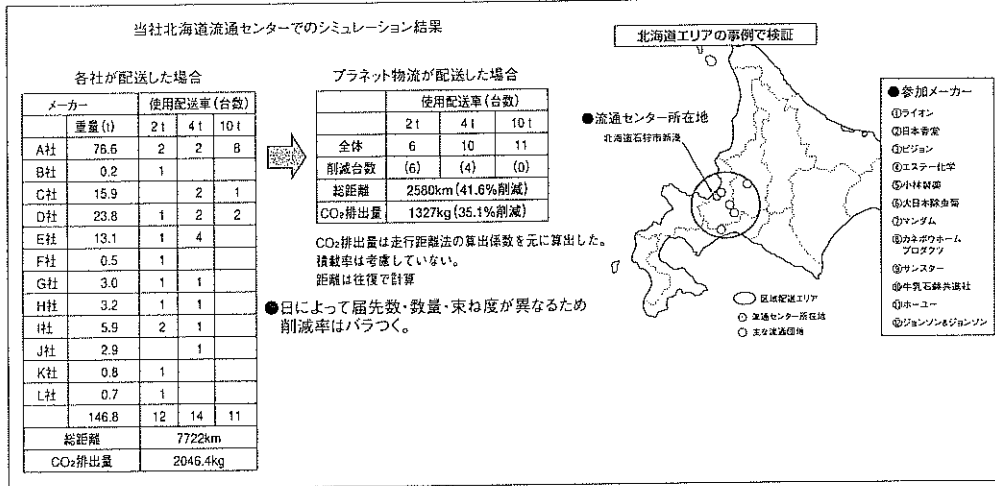 当社北海道流通センターでのシミュレーション結果
各社が配送した場合
メーカー 使用配送車(台数)
重量(t) 2t 4t 10t
A社 76.6 2 2 8
B社 0.2 1
C社 15.9 2 1
D社 23.8 1 2 2
E社 13.1 1 4
F社 0.5 1
G社 3.0 1 1
H社 3.2 1 1
I社 5.9 2 1
J社 2.9 1
K社 0.8 1
L社 0.7 1
146.8 12 14 11
総距離 7722km
CO₂排出量 2046.4kg
プラネット物流が配送した場合
使用配送車(台数)
2t 4t 10t
全体 6 10 11
削減台数 (6) (4) (0)
総距離 2580km(41.6%削減)
CO₂排出量 1327kg(35.1%削減)
CO₂排出量は走行距離法の算出係数を元に算出した。
積載率は考慮していない。
距離は往復で計算
●日によって届先数・数量・束ね度が異なるため
削減率はバラつく。
北海道エリアの事例で検証
●流通センター所在地
北海道石狩市新港
区域配送エリア
流通センター所在地
主な流通団地
●参加メーカー
①ライオン
②日本香堂
③ピジョン
④エステー化学
⑤小林製薬
⑥大日本除虫菊
⑦マンダム
⑧カネボウホーム
プロダクツ
⑨サンスター
⑩牛乳石鹸共進社
⑪ホーユー
⑫ジョンソン&ジョンソン